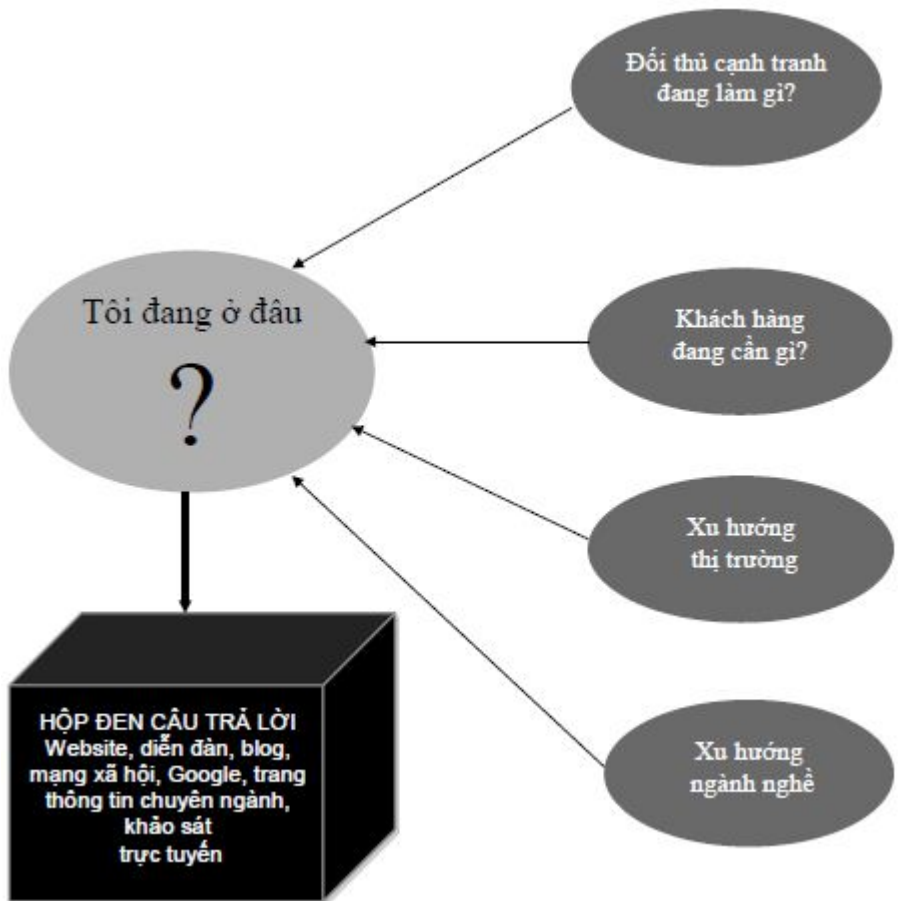 Đối thủ cạnh tranh
đang làm gì?
Tôi đang ở đâu
?
Khách hàng
đang cần gì?
Xu hướng
thị trường
Xu hướng
ngành nghề
HỘP ĐEN CÂU TRẢ LỜI
Website, diễn đàn, blog,
mạng xã hội, Google, trang
thông tin chuyên ngành,
khảo sát
trực tuyến